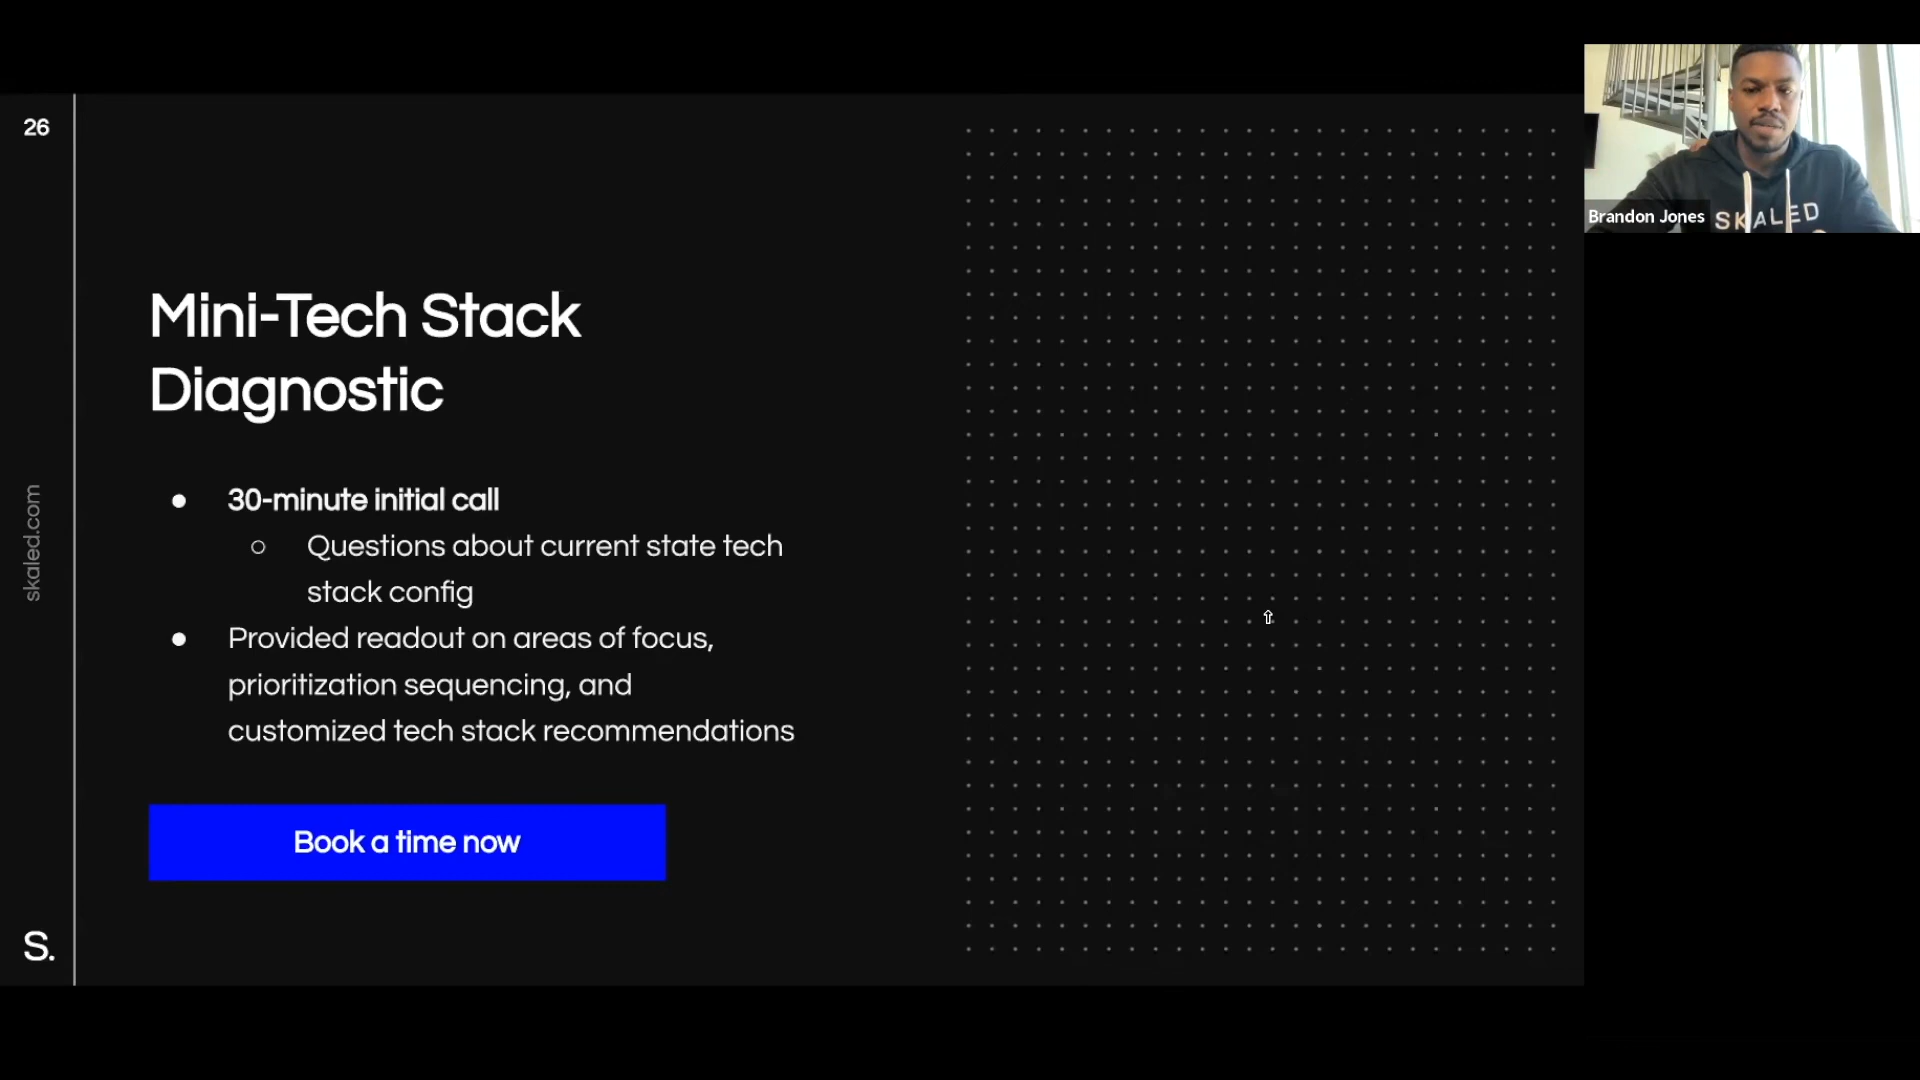 26
Mini-Tech Stack
Diagnostic
● 30-minute initial call
○ Questions about current state tech
stack config
● Provided readout on areas of focus,
prioritization sequencing, and
customized tech stack recommendations
Book a time now
skaled.com
S.
Brandon Jones
SKALED